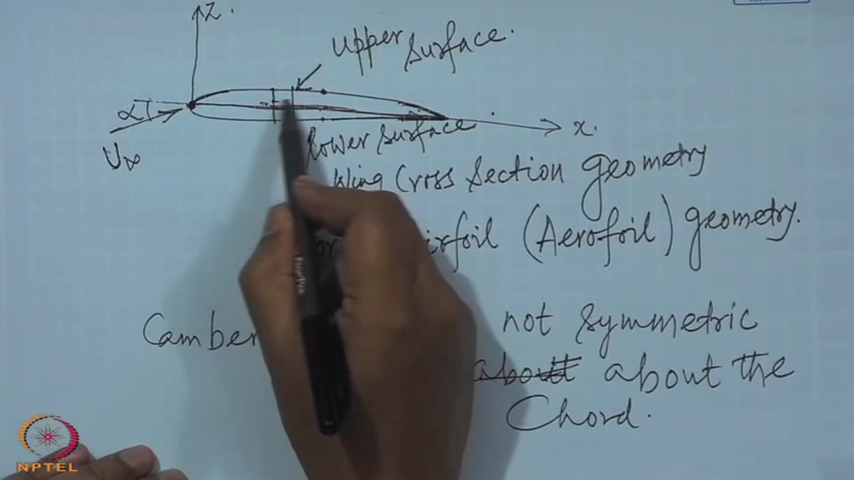 z.
Upper surface.
α
x.
U∞
Lower surface
Wing Cross Section geometry
(Aerofoil) geometry.
Camber
not symmetric
about about the
Chord.
NPTEL